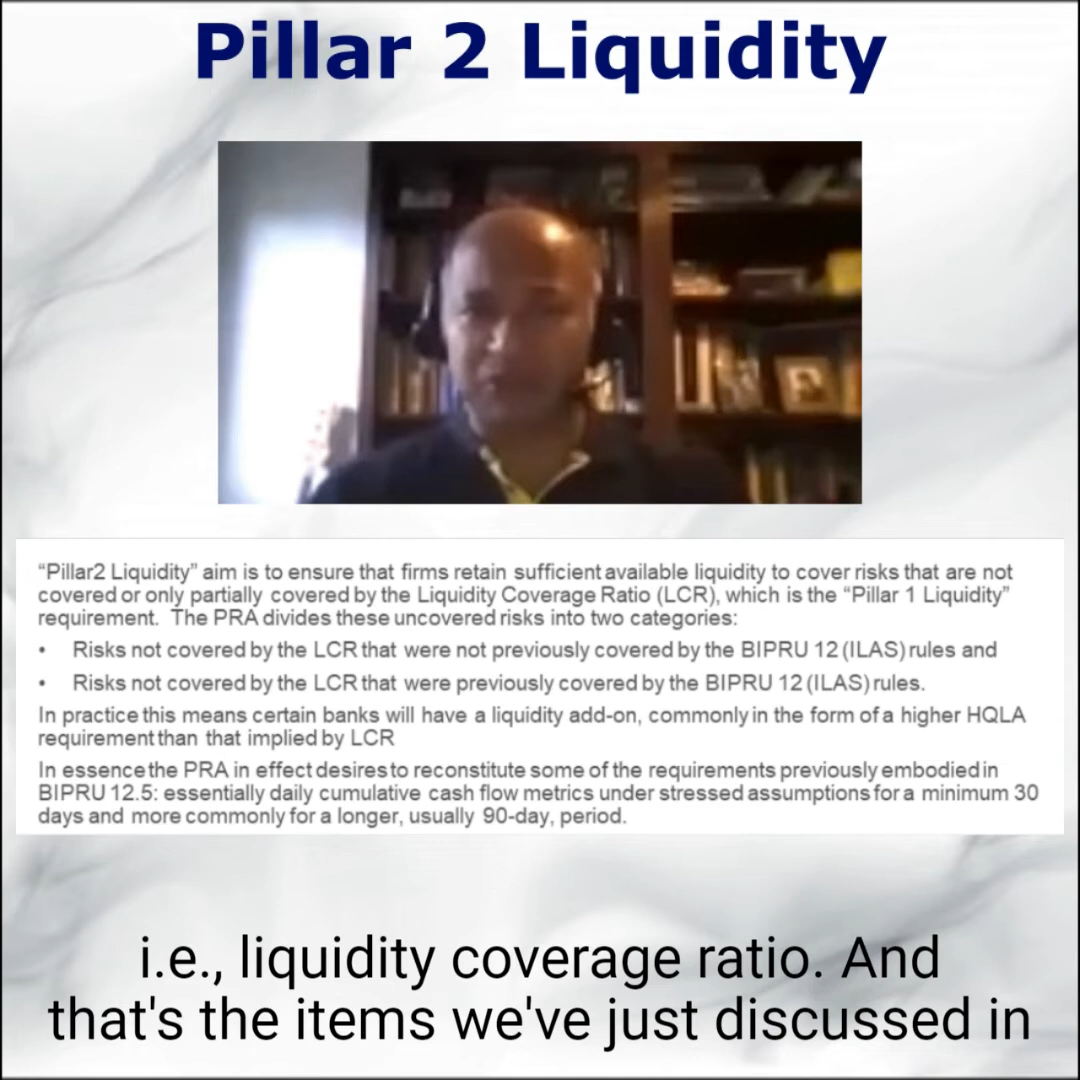 Pillar 2 Liquidity
“Pillar2 Liquidity” aim is to ensure that firms retain sufficient available liquidity to cover risks that are not
covered or only partially covered by the Liquidity Coverage Ratio (LCR), which is the “Pillar 1 Liquidity”
requirement. The PRA divides these uncovered risks into two categories:
• Risks not covered by the LCR that were not previously covered by the BIPRU 12 (ILAS) rules and
• Risks not covered by the LCR that were previously covered by the BIPRU 12 (ILAS) rules.
In practice this means certain banks will have a liquidity add-on, commonly in the form of a higher HQLA
requirement than that implied by LCR
In essence the PRA in effect desires to reconstitute some of the requirements previously embodied in
BIPRU 12.5: essentially daily cumulative cash flow metrics under stressed assumptions for a minimum 30
days and more commonly for a longer, usually 90-day, period.
i.e., liquidity coverage ratio. And
that's the items we've just discussed in